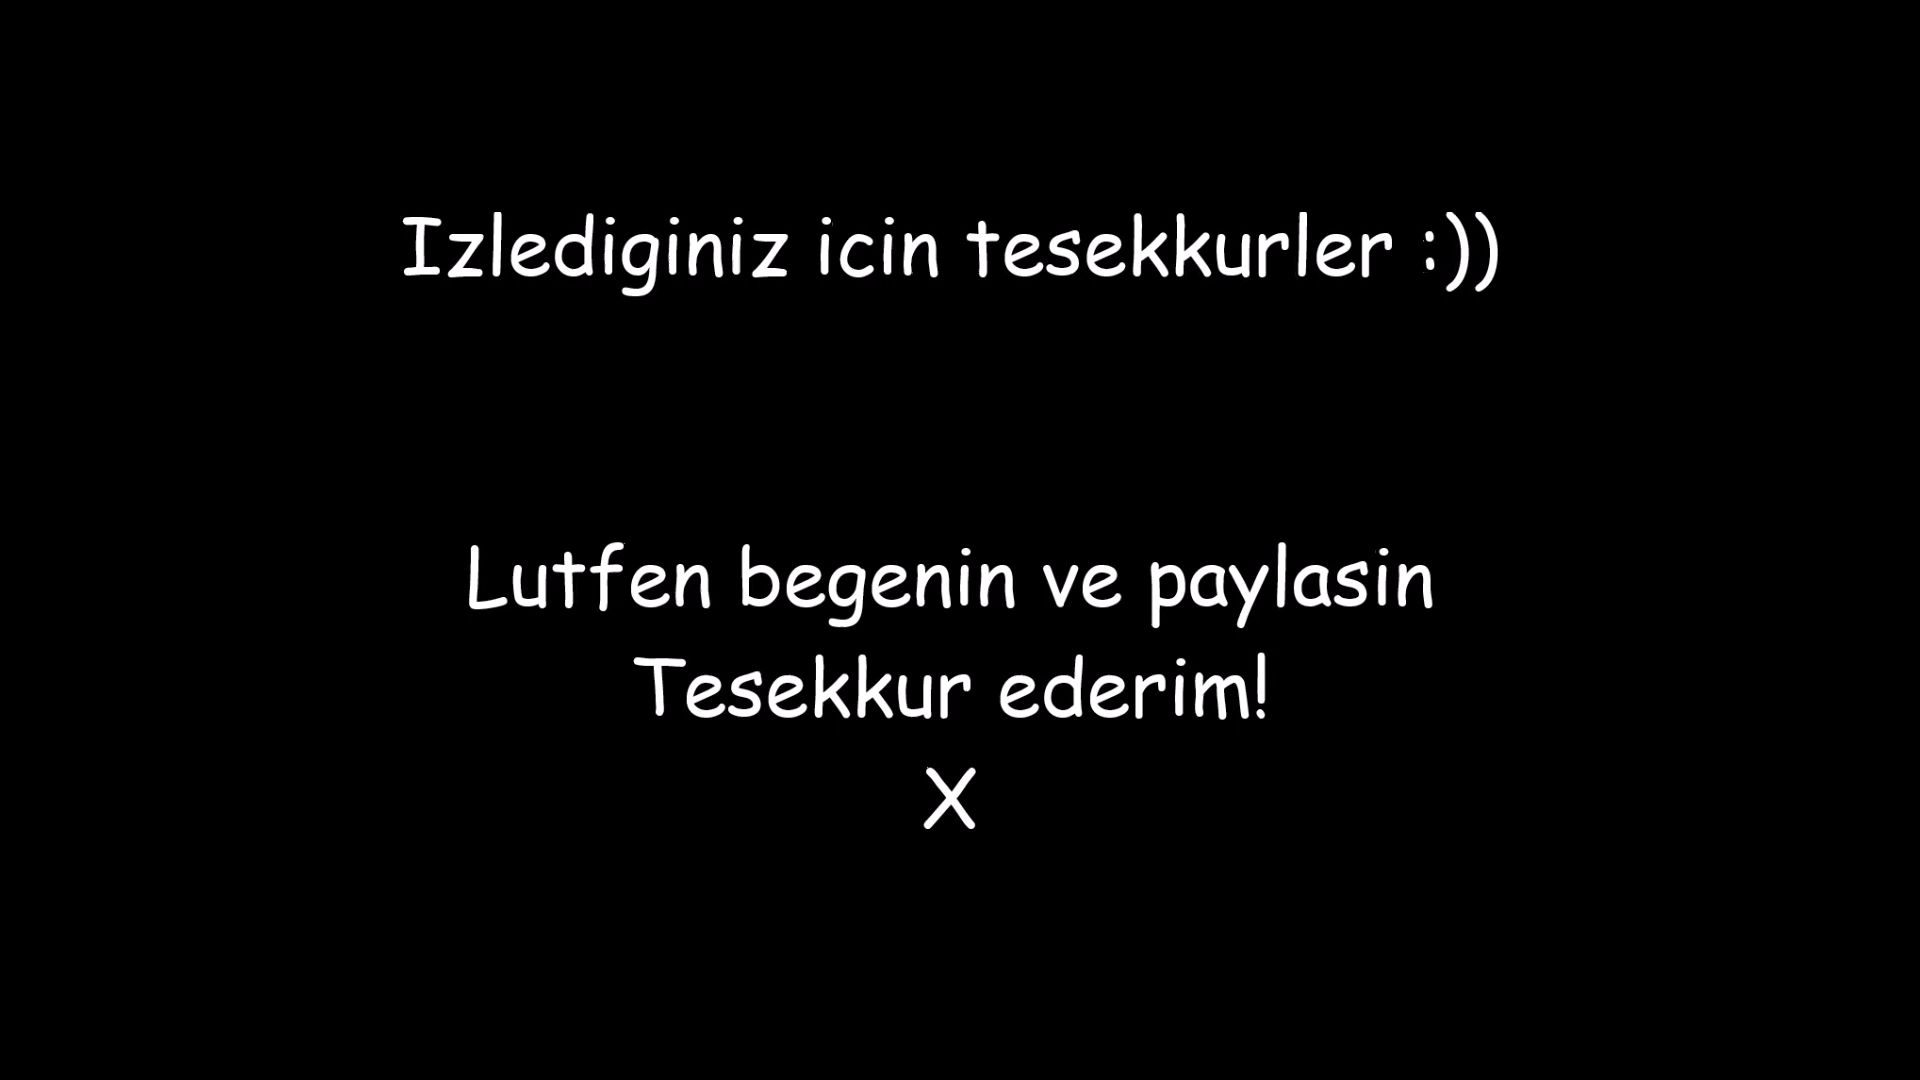 Izlediginiz icin tesekkurler :))
Lutfen begenin ve paylasin
Tesekkur ederim!
X